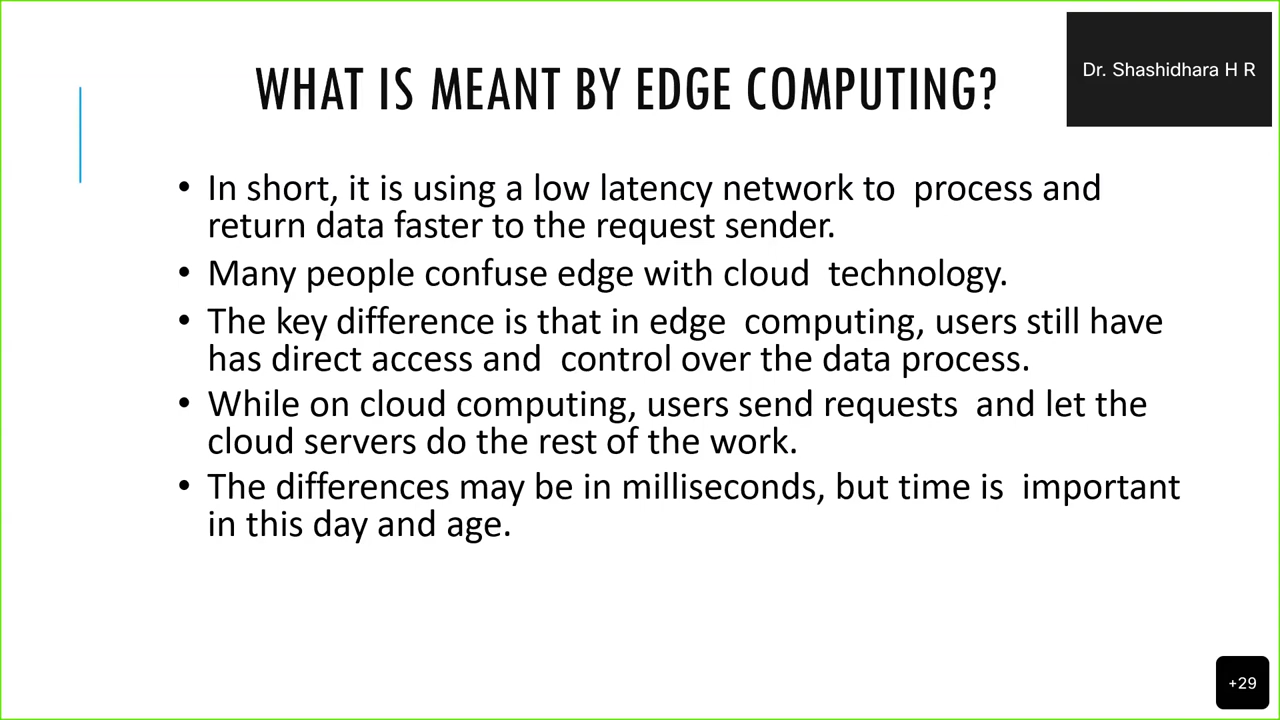 WHAT IS MEANT BY EDGE COMPUTING?
Dr. Shashidhara H R
• In short, it is using a low latency network to process and
return data faster to the request sender.
• Many people confuse edge with cloud technology.
• The key difference is that in edge computing, users still have
has direct access and control over the data process.
• While on cloud computing, users send requests and let the
cloud servers do the rest of the work.
• The differences may be in milliseconds, but time is important
in this day and age.
+29